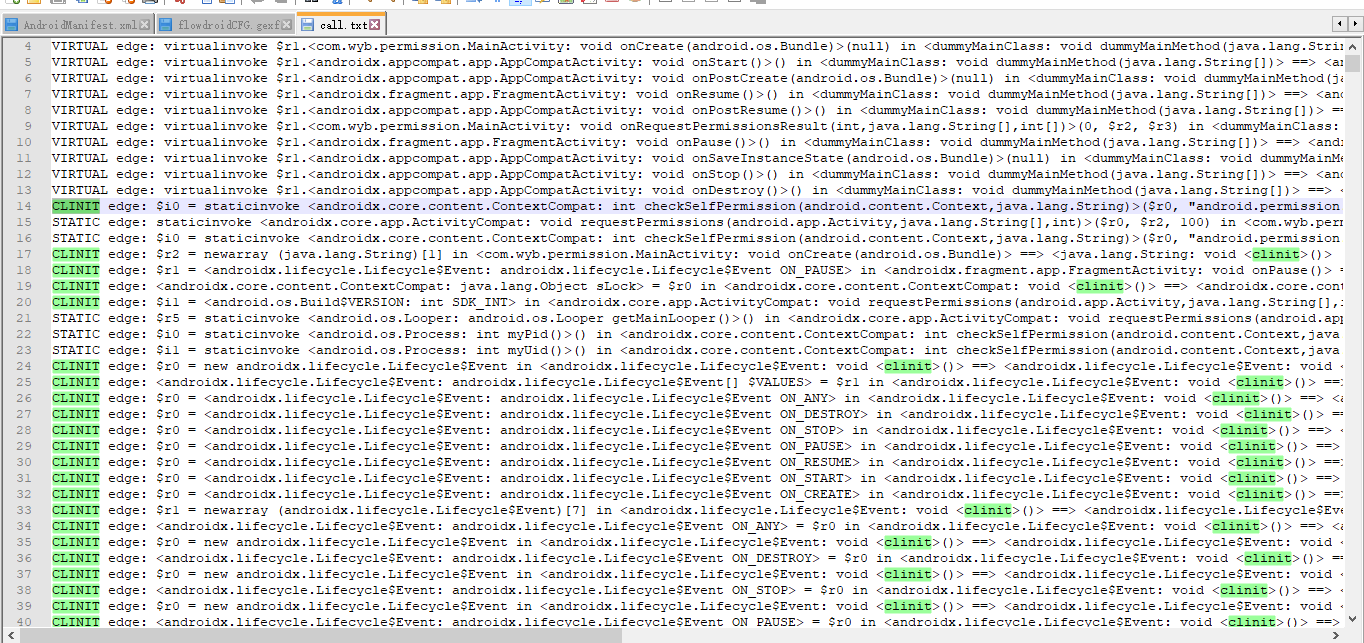 AndroidManifest.xml flowdroidCFG.gexf call.txt
4 VIRTUAL edge: virtualinvoke $r1.<com.wyb.permission.MainActivity: void onCreate(android.os.Bundle)>(null) in <dummyMainClass: void dummyMainMethod(java.lang.Strin
5 VIRTUAL edge: virtualinvoke $r1.<androidx.appcompat.app.AppCompatActivity: void onStart()>() in <dummyMainClass: void dummyMainMethod(java.lang.String[])> ==> <an
6 VIRTUAL edge: virtualinvoke $r1.<androidx.appcompat.app.AppCompatActivity: void onPostCreate(android.os.Bundle)>(null) in <dummyMainClass: void dummyMainMethod(ja
7 VIRTUAL edge: virtualinvoke $r1.<androidx.fragment.app.FragmentActivity: void onResume()>() in <dummyMainClass: void dummyMainMethod(java.lang.String[])> ==> <and
8 VIRTUAL edge: virtualinvoke $r1.<androidx.appcompat.app.AppCompatActivity: void onPostResume()>() in <dummyMainClass: void dummyMainMethod(java.lang.String[])> ==
9 VIRTUAL edge: virtualinvoke $r1.<com.wyb.permission.MainActivity: void onRequestPermissionsResult(int,java.lang.String[],int[])>(0, $r2, $r3) in <dummyMainClass:
10 VIRTUAL edge: virtualinvoke $r1.<androidx.fragment.app.FragmentActivity: void onPause()>() in <dummyMainClass: void dummyMainMethod(java.lang.String[])> ==> <andr
11 VIRTUAL edge: virtualinvoke $r1.<androidx.appcompat.app.AppCompatActivity: void onSaveInstanceState(android.os.Bundle)>(null) in <dummyMainClass: void dummyMainMe
12 VIRTUAL edge: virtualinvoke $r1.<androidx.appcompat.app.AppCompatActivity: void onStop()>() in <dummyMainClass: void dummyMainMethod(java.lang.String[])> ==> <and
13 VIRTUAL edge: virtualinvoke $r1.<androidx.appcompat.app.AppCompatActivity: void onDestroy()>() in <dummyMainClass: void dummyMainMethod(java.lang.String[])> ==> <
14 CLINIT edge: $i0 = staticinvoke <androidx.core.content.ContextCompat: int checkSelfPermission(android.content.Context,java.lang.String)>($r0, "android.permission
15 STATIC edge: staticinvoke <androidx.core.app.ActivityCompat: void requestPermissions(android.app.Activity,java.lang.String[],int)>($r0, $r2, 100) in <com.wyb.perm
16 STATIC edge: $i0 = staticinvoke <androidx.core.content.ContextCompat: int checkSelfPermission(android.content.Context,java.lang.String)>($r0, "android.permission
17 CLINIT edge: $r2 = newarray (java.lang.String)[1] in <com.wyb.permission.MainActivity: void onCreate(android.os.Bundle)> ==> <java.lang.String: void <clinit>()>
18 CLINIT edge: $r1 = <androidx.lifecycle.Lifecycle$Event: androidx.lifecycle.Lifecycle$Event ON_PAUSE> in <androidx.fragment.app.FragmentActivity: void onPause()> =
19 CLINIT edge: <androidx.core.content.ContextCompat: java.lang.Object sLock> = $r0 in <androidx.core.content.ContextCompat: void <clinit>()> ==> <androidx.core.cont
20 CLINIT edge: $i1 = <android.os.Build$VERSION: int SDK_INT> in <androidx.core.app.ActivityCompat: void requestPermissions(android.app.Activity,java.lang.String[],i
21 STATIC edge: $r5 = staticinvoke <android.os.Looper: android.os.Looper getMainLooper()>() in <androidx.core.app.ActivityCompat: void requestPermissions(android.app
22 STATIC edge: $i0 = staticinvoke <android.os.Process: int myPid()>() in <androidx.core.content.ContextCompat: int checkSelfPermission(android.content.Context,java
23 STATIC edge: $i1 = staticinvoke <android.os.Process: int myUid()>() in <androidx.core.content.ContextCompat: int checkSelfPermission(android.content.Context,java
24 CLINIT edge: $r0 = new androidx.lifecycle.Lifecycle$Event in <androidx.lifecycle.Lifecycle$Event: void <clinit>()> ==> <androidx.lifecycle.Lifecycle$Event: void <
25 CLINIT edge: <androidx.lifecycle.Lifecycle$Event: androidx.lifecycle.Lifecycle$Event[] $VALUES> = $r1 in <androidx.lifecycle.Lifecycle$Event: void <clinit>()> ==
26 CLINIT edge: $r0 = <androidx.lifecycle.Lifecycle$Event: androidx.lifecycle.Lifecycle$Event ON_ANY> in <androidx.lifecycle.Lifecycle$Event: void <clinit>()> ==> <a
27 CLINIT edge: $r0 = <androidx.lifecycle.Lifecycle$Event: androidx.lifecycle.Lifecycle$Event ON_DESTROY> in <androidx.lifecycle.Lifecycle$Event: void <clinit>()> ==
28 CLINIT edge: $r0 = <androidx.lifecycle.Lifecycle$Event: androidx.lifecycle.Lifecycle$Event ON_STOP> in <androidx.lifecycle.Lifecycle$Event: void <clinit>()> ==>
29 CLINIT edge: $r0 = <androidx.lifecycle.Lifecycle$Event: androidx.lifecycle.Lifecycle$Event ON_PAUSE> in <androidx.lifecycle.Lifecycle$Event: void <clinit>()> ==>
30 CLINIT edge: $r0 = <androidx.lifecycle.Lifecycle$Event: androidx.lifecycle.Lifecycle$Event ON_RESUME> in <androidx.lifecycle.Lifecycle$Event: void <clinit>()> ==
31 CLINIT edge: $r0 = <androidx.lifecycle.Lifecycle$Event: androidx.lifecycle.Lifecycle$Event ON_START> in <androidx.lifecycle.Lifecycle$Event: void <clinit>()> ==>
32 CLINIT edge: $r0 = <androidx.lifecycle.Lifecycle$Event: androidx.lifecycle.Lifecycle$Event ON_CREATE> in <androidx.lifecycle.Lifecycle$Event: void <clinit>()> ==
33 CLINIT edge: $r1 = newarray (androidx.lifecycle.Lifecycle$Event)[7] in <androidx.lifecycle.Lifecycle$Event: void <clinit>()> ==> <androidx.lifecycle.Lifecycle$Eve
34 CLINIT edge: <androidx.lifecycle.Lifecycle$Event: androidx.lifecycle.Lifecycle$Event ON_ANY> = $r0 in <androidx.lifecycle.Lifecycle$Event: void <clinit>()> ==> <a
35 CLINIT edge: $r0 = new androidx.lifecycle.Lifecycle$Event in <androidx.lifecycle.Lifecycle$Event: void <clinit>()> ==> <androidx.lifecycle.Lifecycle$Event: void <
36 CLINIT edge: <androidx.lifecycle.Lifecycle$Event: androidx.lifecycle.Lifecycle$Event ON_DESTROY> = $r0 in <androidx.lifecycle.Lifecycle$Event: void <clinit>()> ==
37 CLINIT edge: $r0 = new androidx.lifecycle.Lifecycle$Event in <androidx.lifecycle.Lifecycle$Event: void <clinit>()> ==> <androidx.lifecycle.Lifecycle$Event: void <
38 CLINIT edge: <androidx.lifecycle.Lifecycle$Event: androidx.lifecycle.Lifecycle$Event ON_STOP> = $r0 in <androidx.lifecycle.Lifecycle$Event: void <clinit>()> ==>
39 CLINIT edge: $r0 = new androidx.lifecycle.Lifecycle$Event in <androidx.lifecycle.Lifecycle$Event: void <clinit>()> ==> <androidx.lifecycle.Lifecycle$Event: void <
40 CLINIT edge: <androidx.lifecycle.Lifecycle$Event: androidx.lifecycle.Lifecycle$Event ON_PAUSE> = $r0 in <androidx.lifecycle.Lifecycle$Event: void <clinit>()> ==>